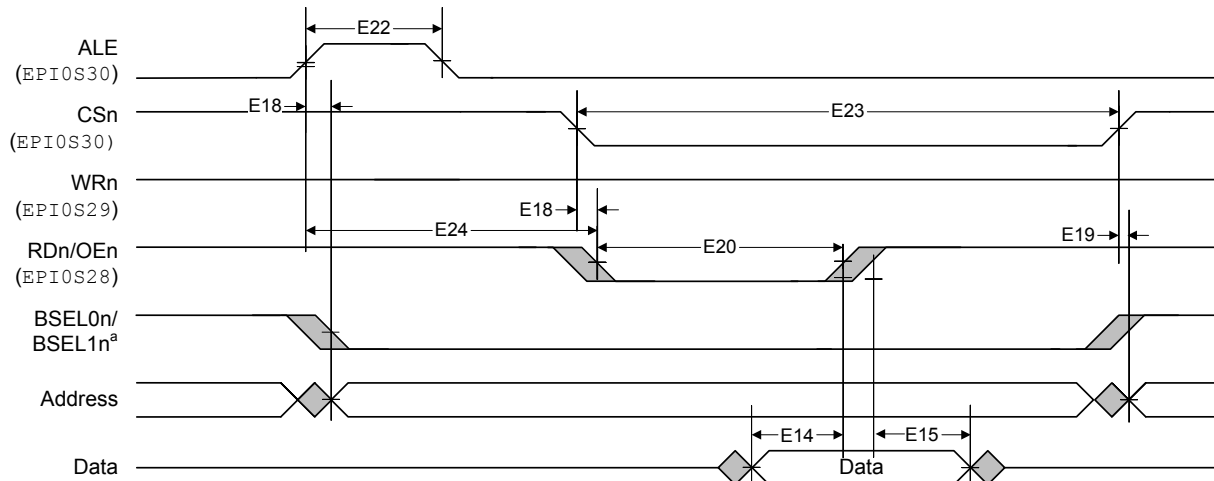 E22
ALE
(EPI0S30)
E18
CSn
(EPI0S30)
E23
WRn
(EPI0S29)
E18
E24
RDn/OEn
(EPI0S28)
E20
E19
BSEL0n/
BSEL1nᵃ
Address
E14
E15
Data
Data